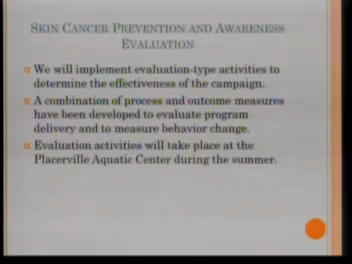 SKIN CANCER PREVENTION AND AWARENESS
EVALUATION
We will implement evaluation-type activities to
determine the effectiveness of the campaign.
A combination of process and outcome measures
have been developed to evaluate program
delivery and to measure behavior change.
Evaluation activities will take place at the
Placerville Aquatic Center during the summer.